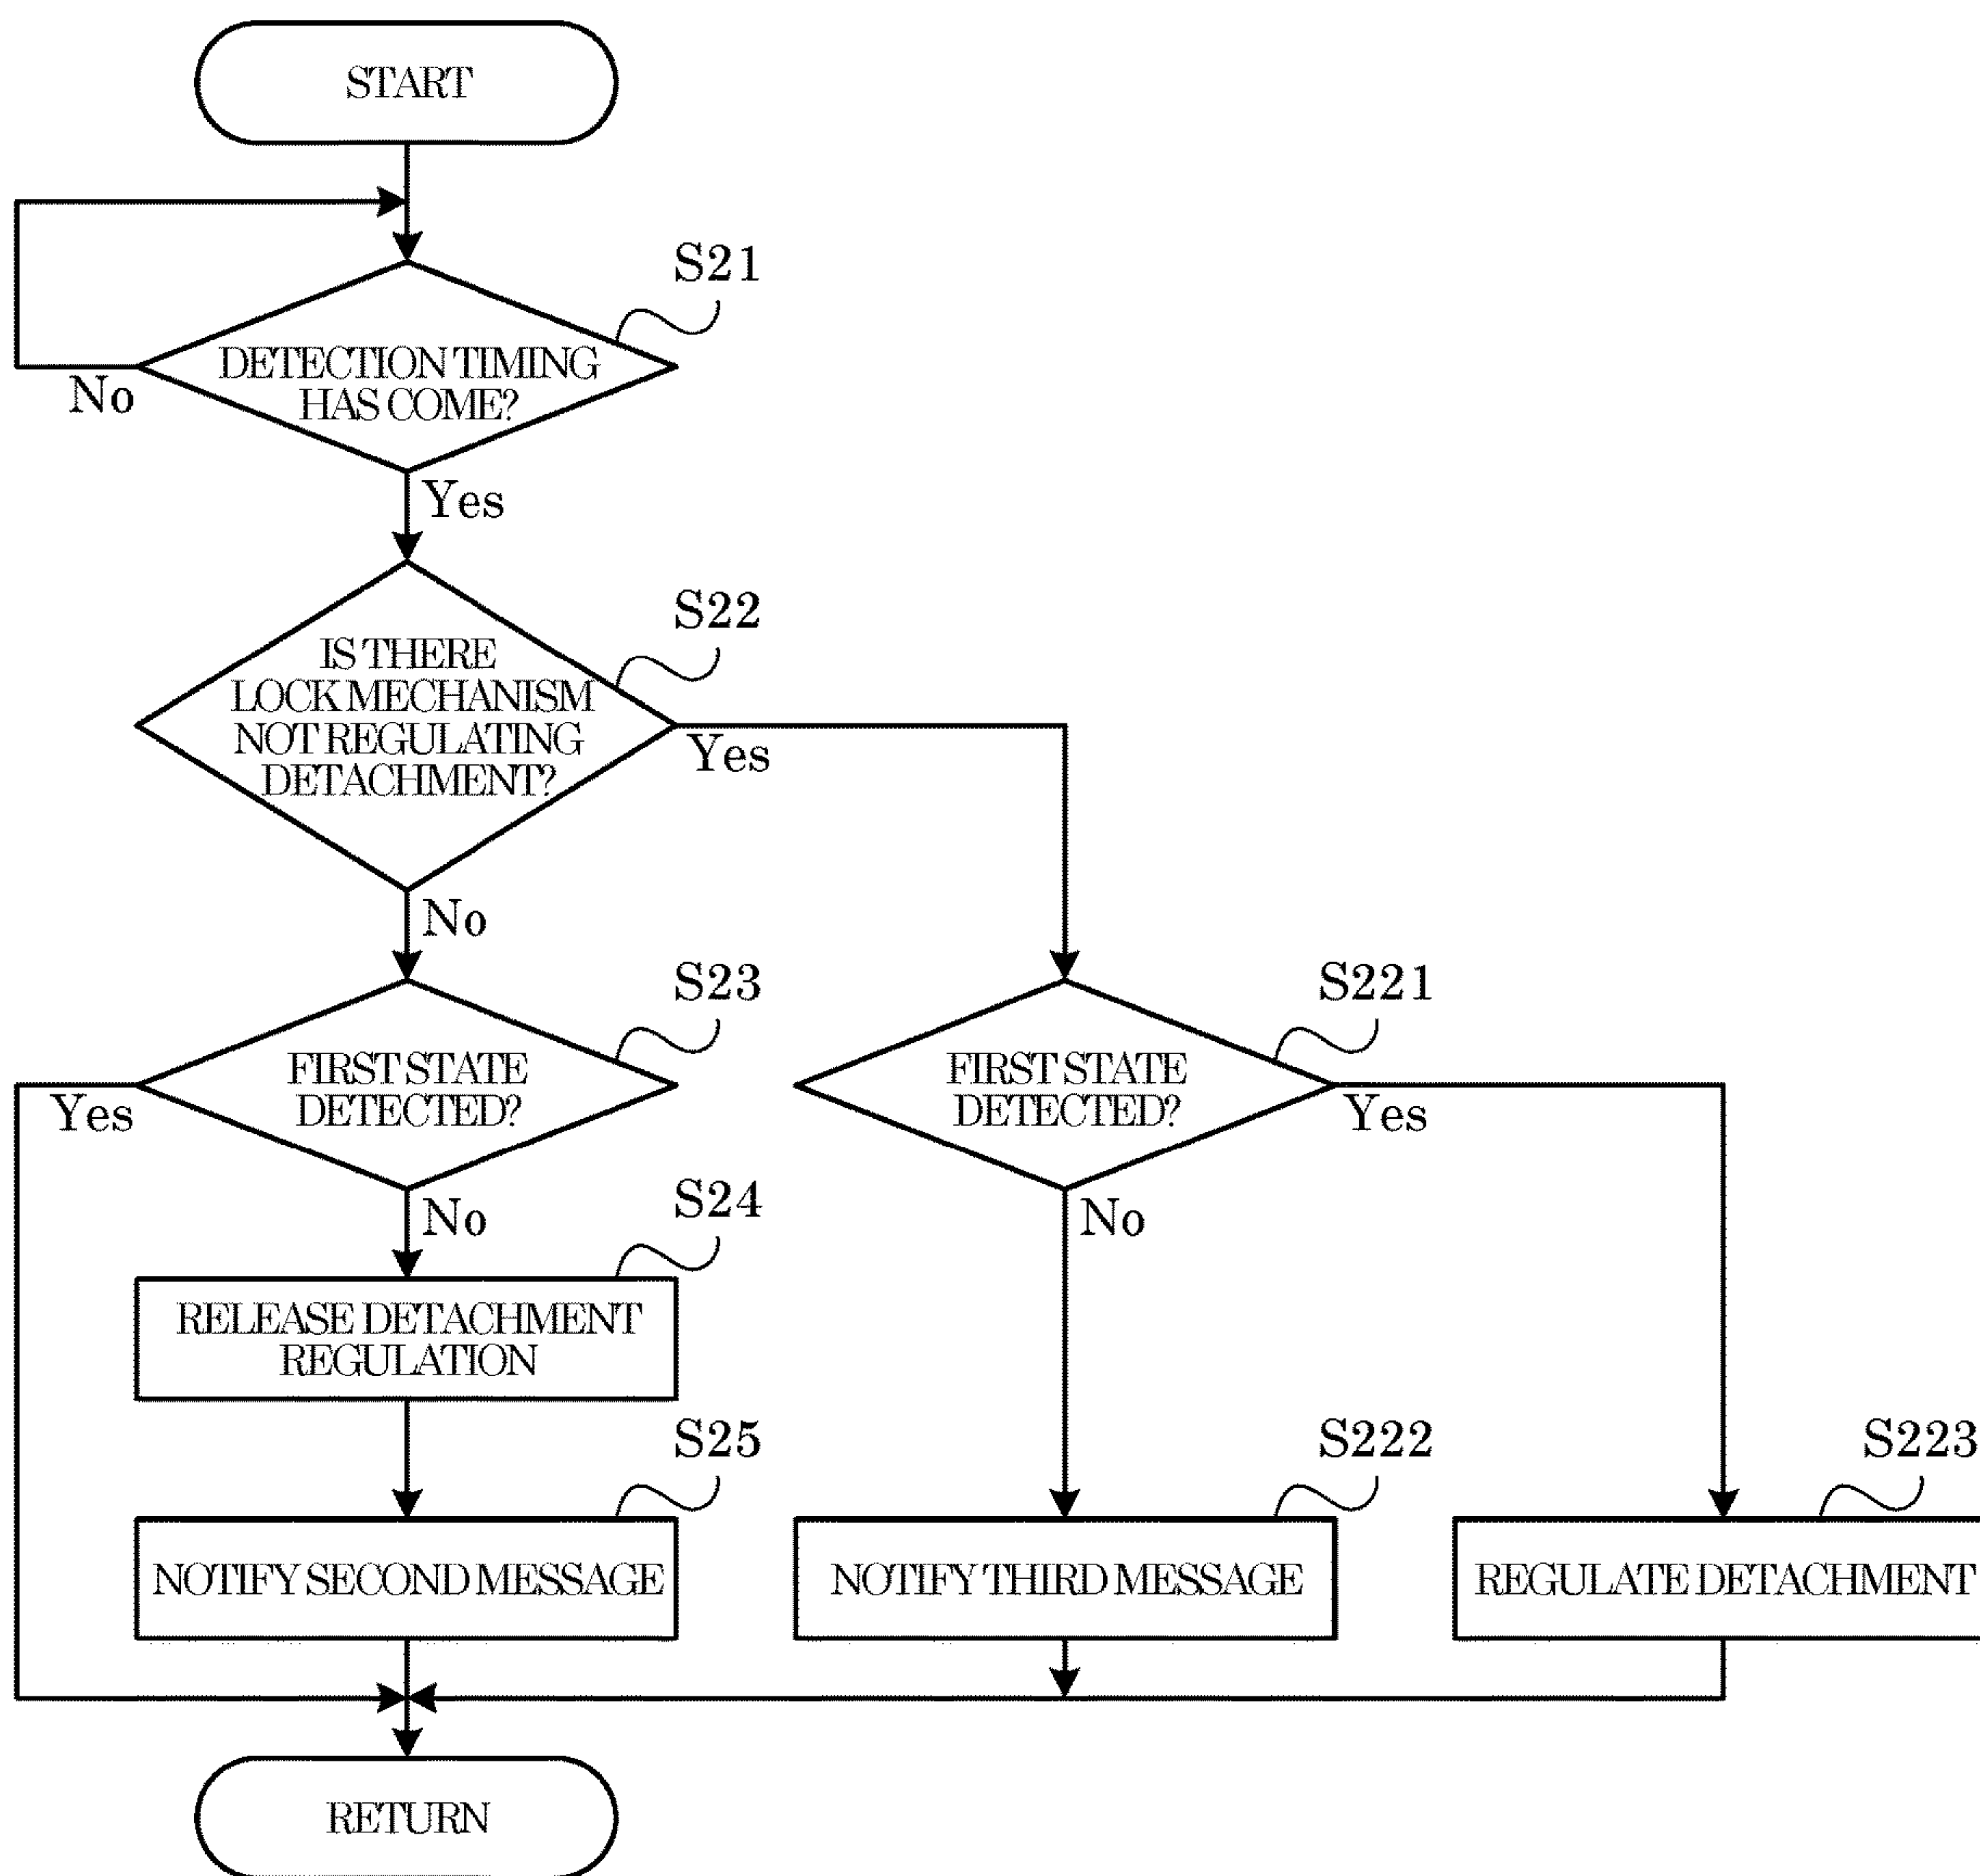 START
S21
DETECTION TIMING
HAS COME?
No
Yes
S22
IS THERE
LOCK MECHANISM
NOT REGULATING
DETACHMENT?
Yes
No
S23
FIRST STATE
DETECTED?
Yes
No
S221
FIRST STATE
DETECTED?
Yes
No
S24
RELEASE DETACHMENT
REGULATION
S25
NOTIFY SECOND MESSAGE
S222
NOTIFY THIRD MESSAGE
S223
REGULATE DETACHMENT
RETURN